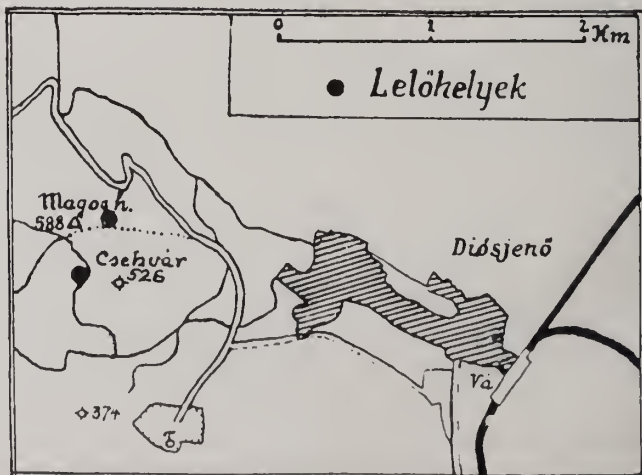 0 1 2 Km
Lelőhelyek
Magos h.
588
Csehvár
526
Diósjenő
Vá
374
T